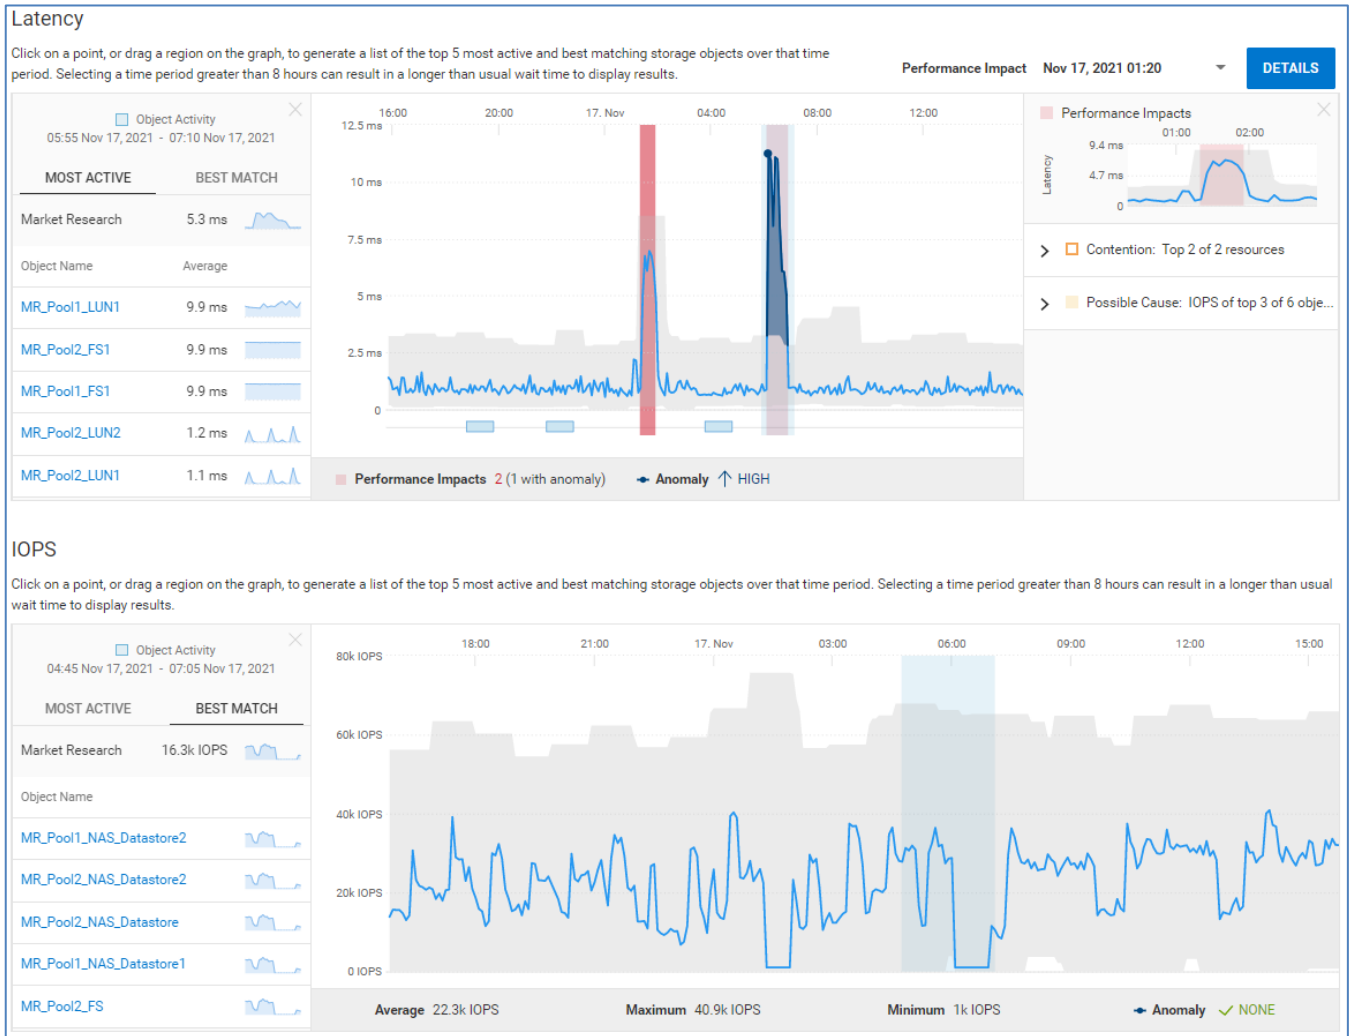 Latency
Click on a point, or drag a region on the graph, to generate a list of the top 5 most active and best matching storage objects over that time
period. Selecting a time period greater than 8 hours can result in a longer than usual wait time to display results.
Performance Impact Nov 17, 2021 01:20
DETAILS
Object Activity
05:55 Nov 17, 2021 - 07:10 Nov 17, 2021
MOST ACTIVE BEST MATCH
Market Research 5.3 ms
Object Name Average
MR_Pool1_LUN1 9.9 ms
MR_Pool2_FS1 9.9 ms
MR_Pool1_FS1 9.9 ms
MR_Pool2_LUN2 1.2 ms
MR_Pool2_LUN1 1.1 ms
16:00 20:00 17. Nov 04:00 08:00 12:00
12.5 ms
10 ms
7.5 ms
5 ms
2.5 ms
0
Performance Impacts 2 (1 with anomaly) Anomaly HIGH
Performance Impacts
01:00 02:00
9.4 ms
4.7 ms
0
Latency
Contention: Top 2 of 2 resources
Possible Cause: IOPS of top 3 of 6 obje...
IOPS
Click on a point, or drag a region on the graph, to generate a list of the top 5 most active and best matching storage objects over that time period. Selecting a time period greater than 8 hours can result in a longer than usual
wait time to display results.
Object Activity
04:45 Nov 17, 2021 - 07:05 Nov 17, 2021
MOST ACTIVE BEST MATCH
Market Research 16.3k IOPS
Object Name
MR_Pool1_NAS_Datastore2
MR_Pool2_NAS_Datastore2
MR_Pool2_NAS_Datastore
MR_Pool1_NAS_Datastore1
MR_Pool2_FS
18:00 21:00 17. Nov 03:00 06:00 09:00 12:00 15:00
80k IOPS
60k IOPS
40k IOPS
20k IOPS
0 IOPS
Average 22.3k IOPS Maximum 40.9k IOPS Minimum 1k IOPS Anomaly NONE